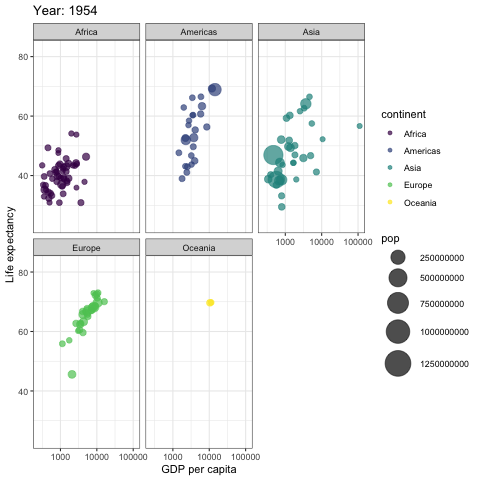 Year: 1954
Africa
Americas
Asia
80
60
40
1000
10000
100000
Europe
Oceania
80
60
40
1000
10000
100000
1000
10000
100000
Life expectancy
GDP per capita
continent
Africa
Americas
Asia
Europe
Oceania
pop
250000000
500000000
750000000
1000000000
1250000000